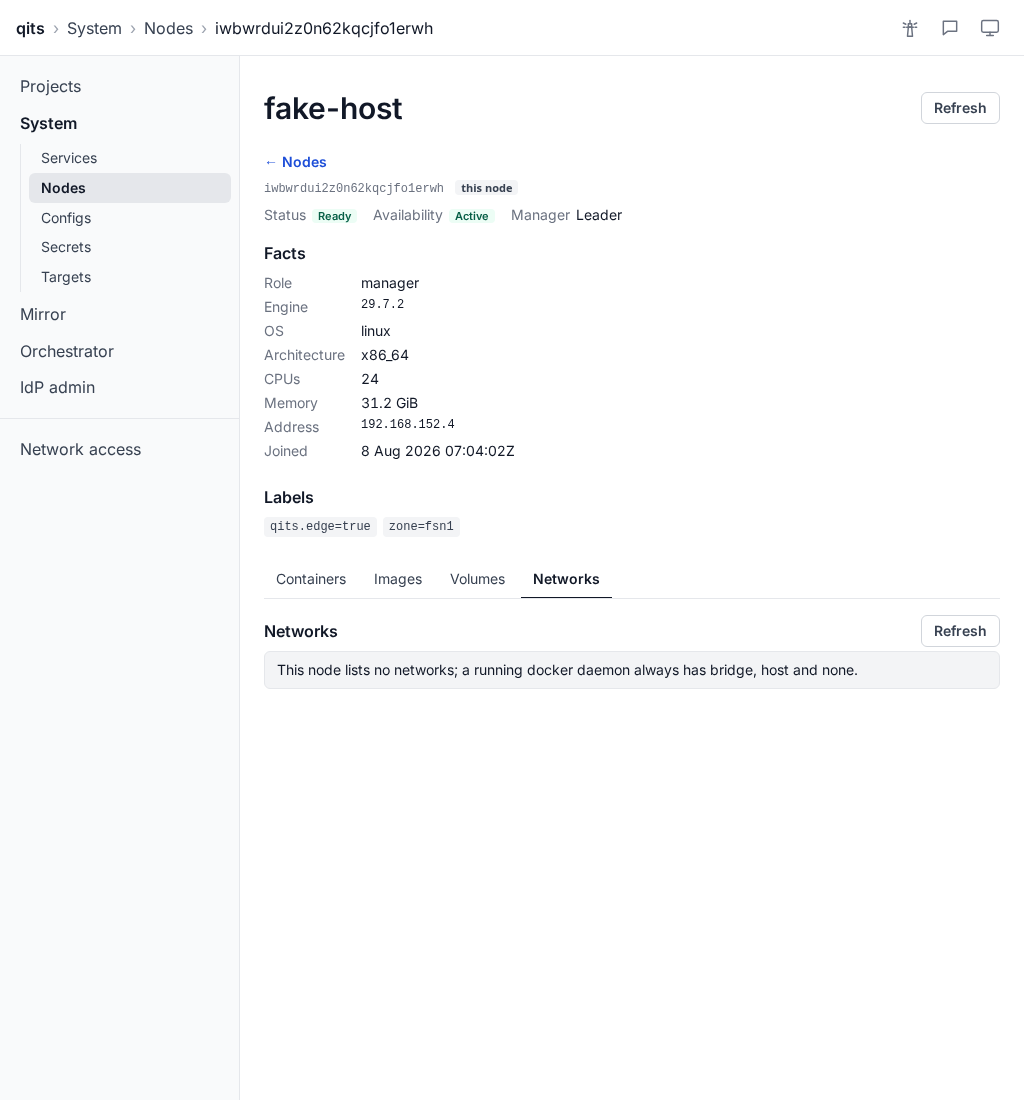 qits › System › Nodes › iwbwrdui2z0n62kqcjfo1erwh
Projects
System
Services
Nodes
Configs
Secrets
Targets
Mirror
Orchestrator
IdP admin
Network access
fake-host
Refresh
← Nodes
iwbwrdui2z0n62kqcjfo1erwh this node
Status Ready Availability Active Manager Leader
Facts
Role manager
Engine 29.7.2
OS linux
Architecture x86_64
CPUs 24
Memory 31.2 GiB
Address 192.168.152.4
Joined 8 Aug 2026 07:04:02Z
Labels
qits.edge=true zone=fsn1
Containers Images Volumes Networks
Networks
Refresh
This node lists no networks; a running docker daemon always has bridge, host and none.